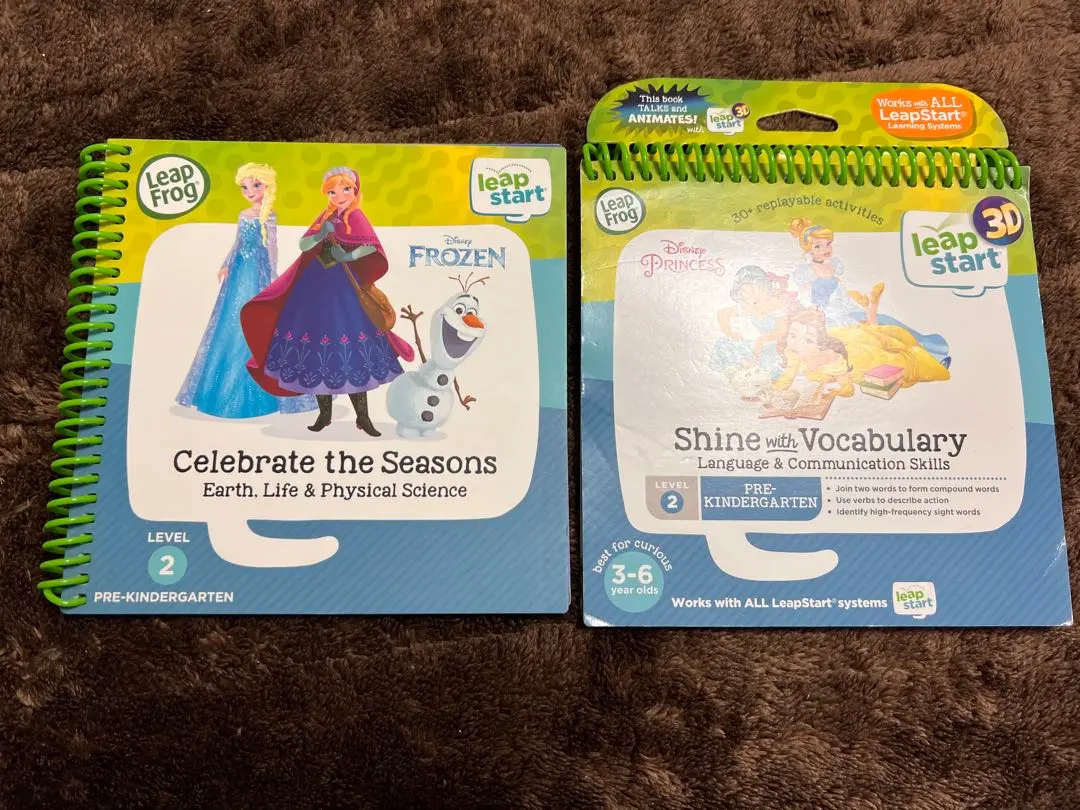 Leap
Frog
leap
start
Disney
FROZEN
Celebrate the Seasons
Earth, Life & Physical Science
LEVEL
2
PRE-KINDERGARTEN
This book
TALKS and
ANIMATES!
with
leap
start
3D
Works with ALL
LeapStart®
Learning Systems
Leap
Frog
30+ replayable activities
leap
start
3D
Disney
PRINCESS
Shine with Vocabulary
Language & Communication Skills
LEVEL
2
PRE-
KINDERGARTEN
• Join two words to form compound words
• Use verbs to describe action
• Identify high-frequency sight words
best for curious
3-6
year olds
Works with ALL LeapStart® systems
leap
start